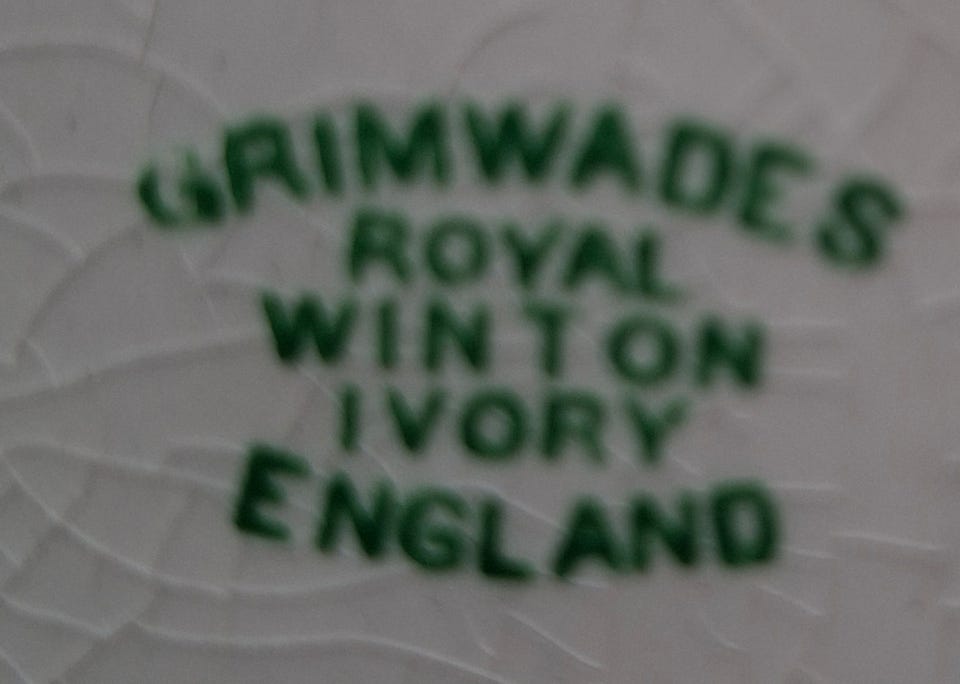 GRIMWADES
ROYAL
WINTON
IVORY
ENGLAND